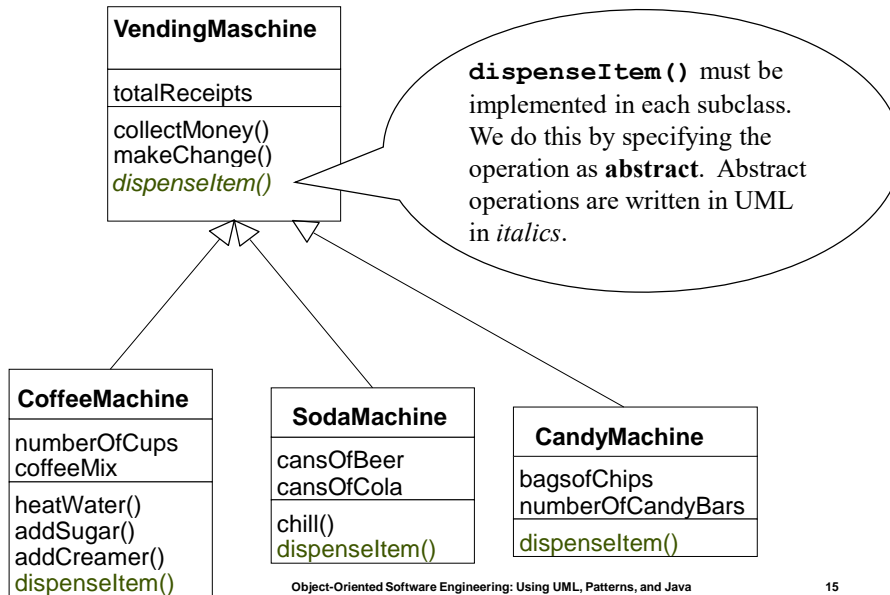 VendingMaschine
totalReceipts
collectMoney()
makeChange()
dispenseItem()
dispenseItem() must be
implemented in each subclass.
We do this by specifying the
operation as abstract. Abstract
operations are written in UML
in italics.
CoffeeMachine
numberOfCups
coffeeMix
heatWater()
addSugar()
addCreamer()
dispenseItem()
SodaMachine
cansOfBeer
cansOfCola
chill()
dispenseItem()
CandyMachine
bagsofChips
numberOfCandyBars
dispenseItem()
Object-Oriented Software Engineering: Using UML, Patterns, and Java 15